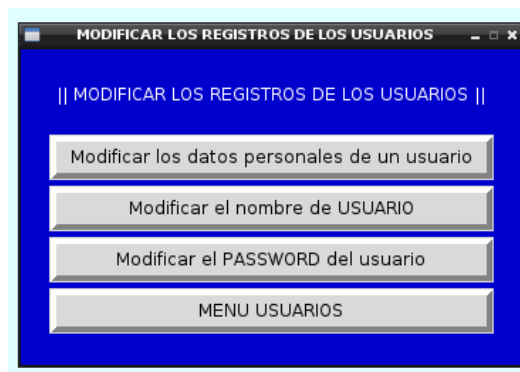 MODIFICAR LOS REGISTROS DE LOS USUARIOS
|| MODIFICAR LOS REGISTROS DE LOS USUARIOS ||
Modificar los datos personales de un usuario
Modificar el nombre de USUARIO
Modificar el PASSWORD del usuario
MENU USUARIOS